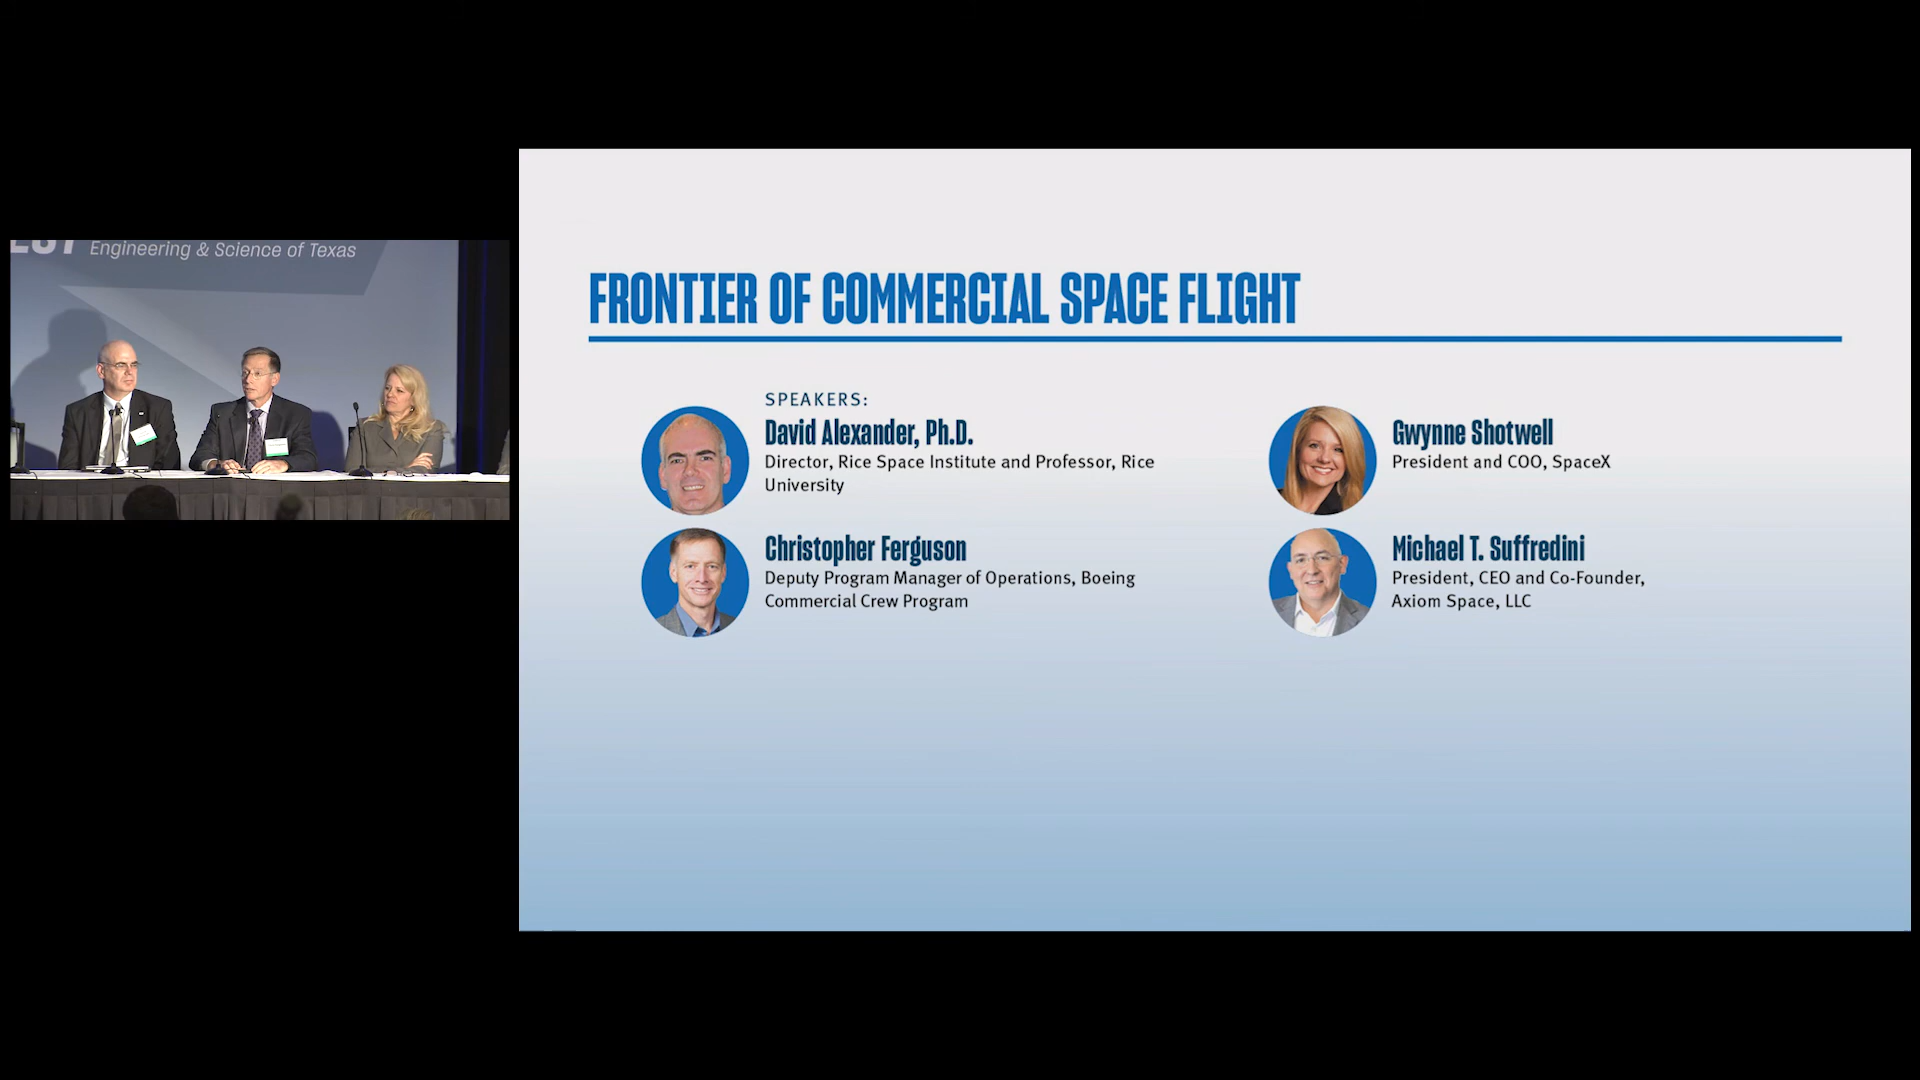 Engineering & Science of Texas
FRONTIER OF COMMERCIAL SPACE FLIGHT
SPEAKERS:
David Alexander, Ph.D.
Director, Rice Space Institute and Professor, Rice
University
Christopher Ferguson
Deputy Program Manager of Operations, Boeing
Commercial Crew Program
Gwynne Shotwell
President and COO, SpaceX
Michael T. Suffredini
President, CEO and Co-Founder,
Axiom Space, LLC